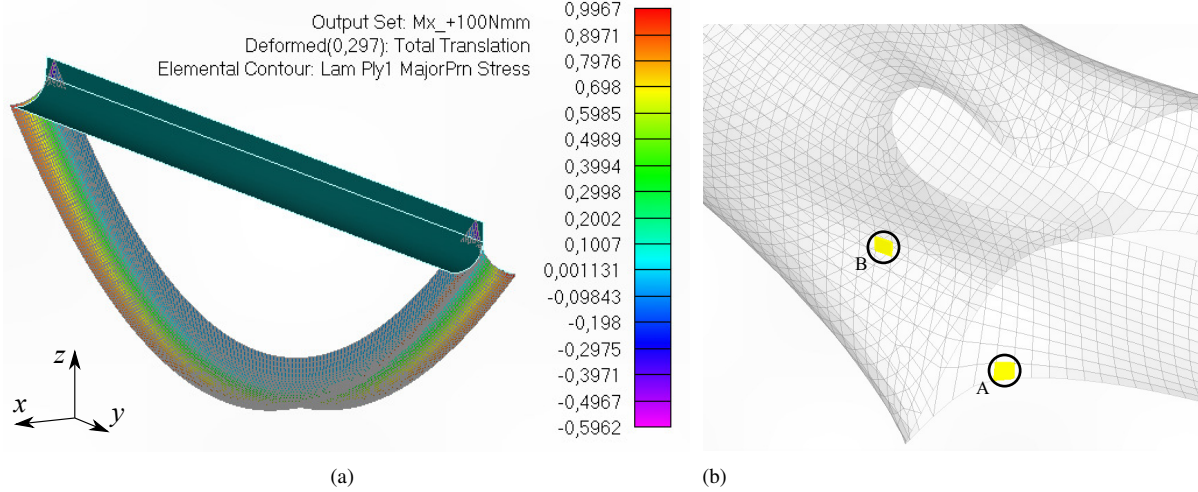 Output Set: Mx_+100Nmm
Deformed(0,297): Total Translation
Elemental Contour: Lam Ply1 MajorPrn Stress
0,9967
0,8971
0,7976
0,698
0,5985
0,4989
0,3994
0,2998
0,2002
0,1007
0,001131
-0,09843
-0,198
-0,2975
-0,3971
-0,4967
-0,5962
z
x
y
B
A
(a)
(b)